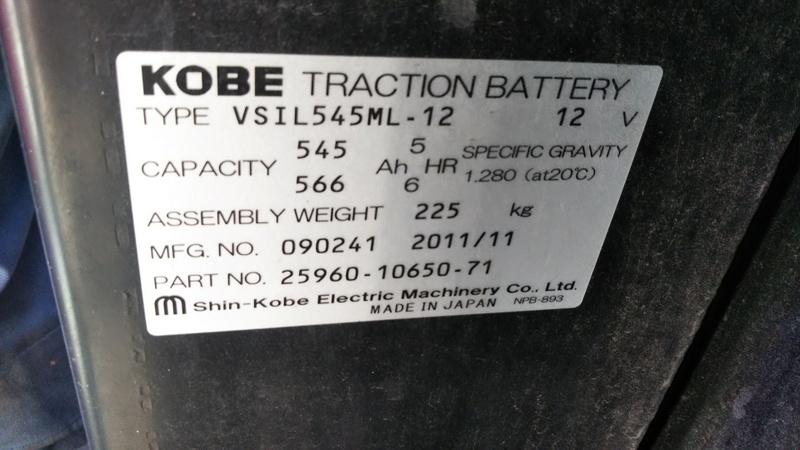 KOBE TRACTION BATTERY
TYPE VSIL545ML-12 12 V
CAPACITY 545 Ah 5 HR SPECIFIC GRAVITY
566 6 1.280 (at20℃)
ASSEMBLY WEIGHT 225 kg
MFG. NO. 090241 2011/11
PART NO. 25960-10650-71
Shin-Kobe Electric Machinery Co., Ltd.
MADE IN JAPAN NPB-893